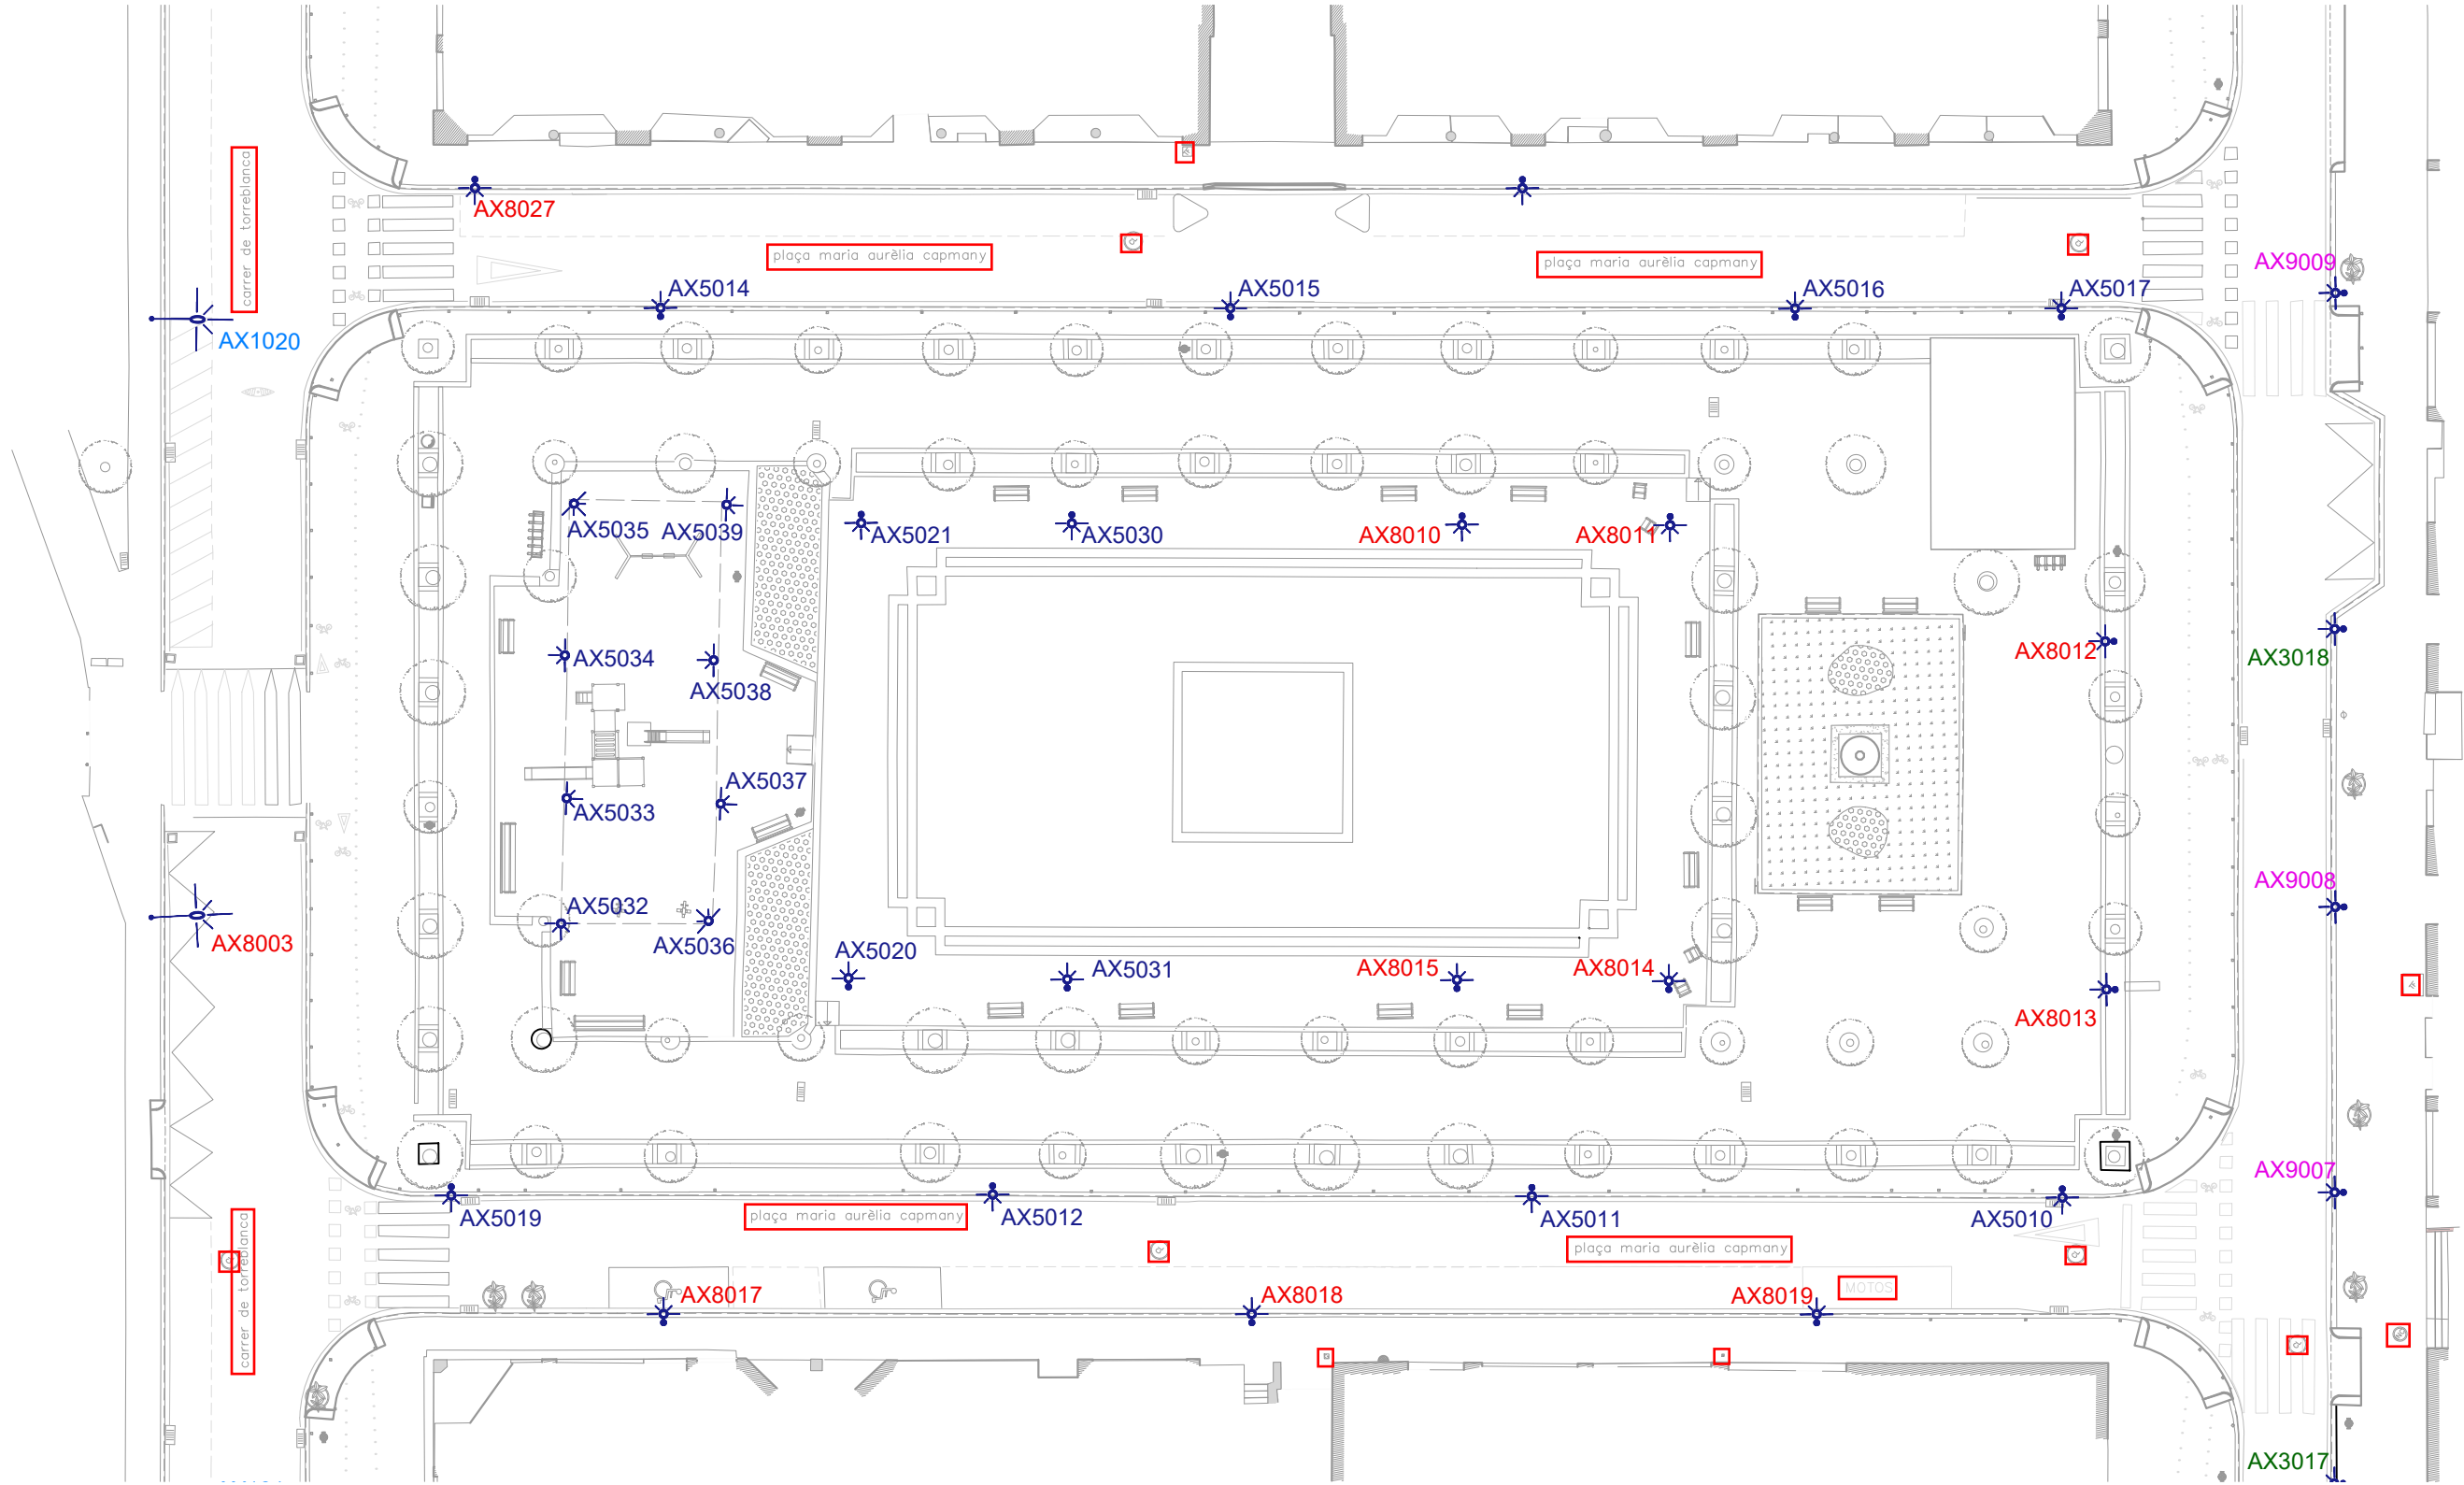 carrer de torreblanca
AX8027
plaça maria aurèlia capmany
plaça maria aurèlia capmany
AX9009
AX5014
AX5015
AX5016
AX5017
AX1020
AX5035
AX5039
AX5021
AX5030
AX8010
AX8011
AX5034
AX5038
AX8012
AX3018
AX5037
AX5033
AX9008
AX5032
AX5036
AX8003
AX5020
AX5031
AX8015
AX8014
AX8013
AX9007
AX5019
plaça maria aurèlia capmany
AX5012
AX5011
AX5010
carrer de torreblanca
plaça maria aurèlia capmany
MOTOS
AX8017
AX8018
AX8019
AX3017